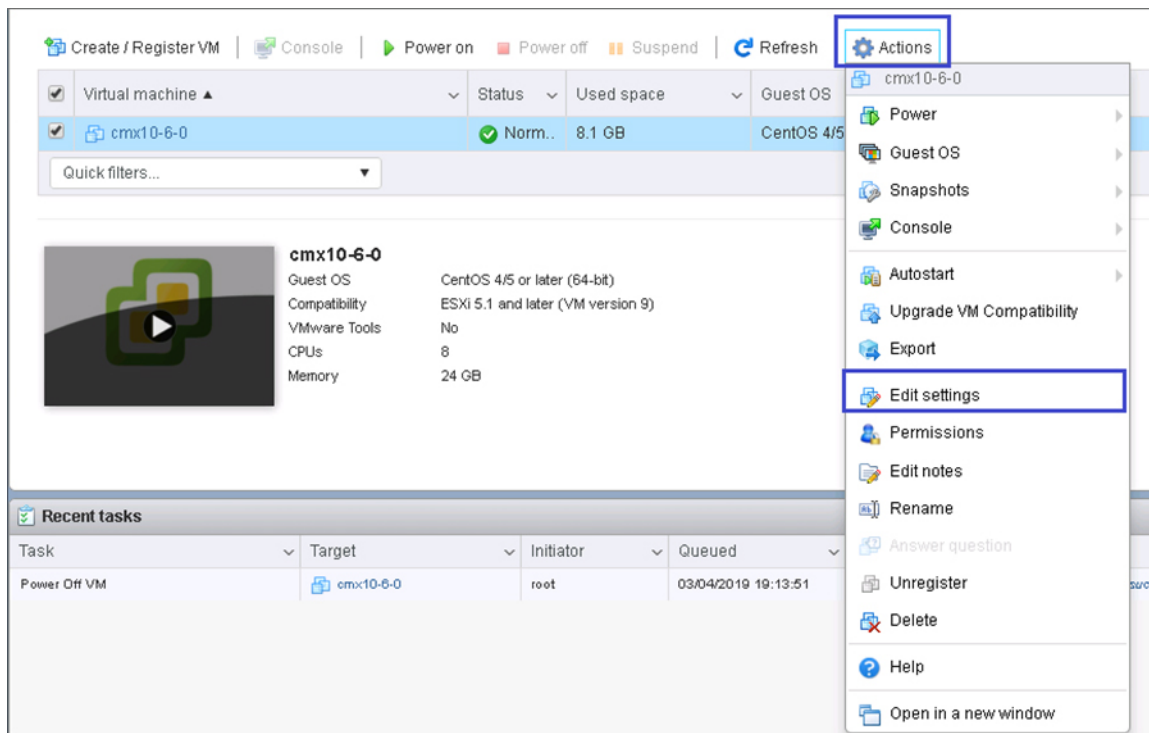 Create / Register VM Console Power on Power off Suspend Refresh Actions
Virtual machine ▲ Status Used space Guest OS
cmx10-6-0 Norm.. 8.1 GB CentOS 4/5
Quick filters...
cmx10-6-0
Guest OS CentOS 4/5 or later (64-bit)
Compatibility ESXi 5.1 and later (VM version 9)
VMware Tools No
CPUs 8
Memory 24 GB
cmx10-6-0
Power
Guest OS
Snapshots
Console
Autostart
Upgrade VM Compatibility
Export
Edit settings
Permissions
Edit notes
Rename
Answer question
Unregister
Delete
Help
Open in a new window
Recent tasks
Task Target Initiator Queued
Power Off VM cmx10-6-0 root 03/04/2019 19:13:51